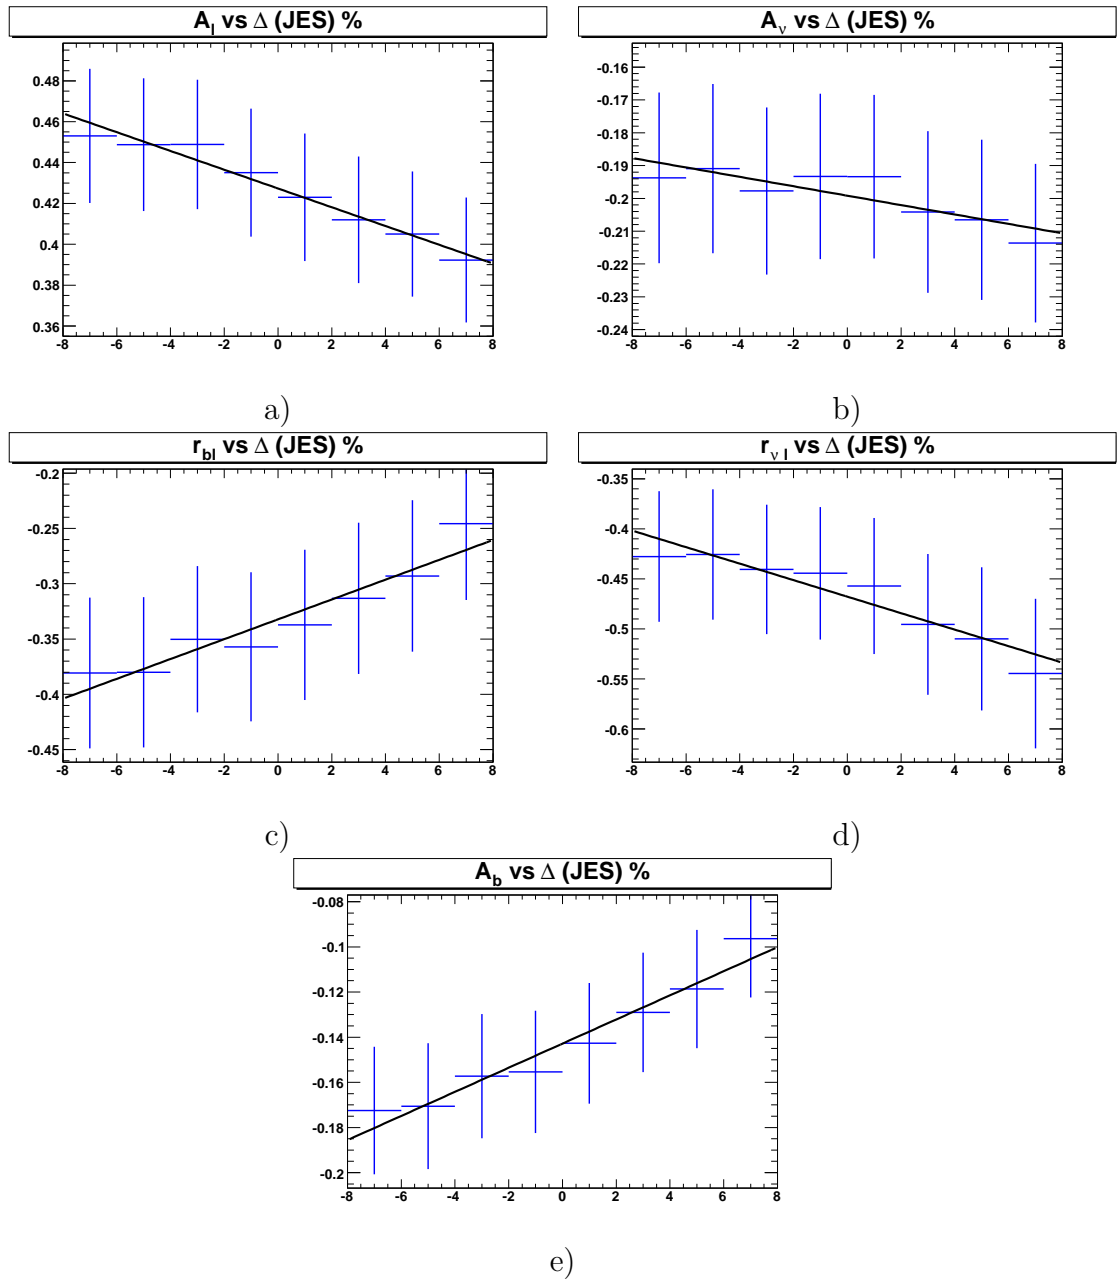 A_l vs Δ (JES) %
0.48
0.46
0.44
0.42
0.4
0.38
0.36
-8 -6 -4 -2 0 2 4 6 8
a)
A_ν vs Δ (JES) %
-0.16
-0.17
-0.18
-0.19
-0.2
-0.21
-0.22
-0.23
-0.24
-8 -6 -4 -2 0 2 4 6 8
b)
r_bl vs Δ (JES) %
-0.2
-0.25
-0.3
-0.35
-0.4
-0.45
-8 -6 -4 -2 0 2 4 6 8
c)
r_ν l vs Δ (JES) %
-0.35
-0.4
-0.45
-0.5
-0.55
-0.6
-8 -6 -4 -2 0 2 4 6 8
d)
A_b vs Δ (JES) %
-0.08
-0.1
-0.12
-0.14
-0.16
-0.18
-0.2
-8 -6 -4 -2 0 2 4 6 8
e)